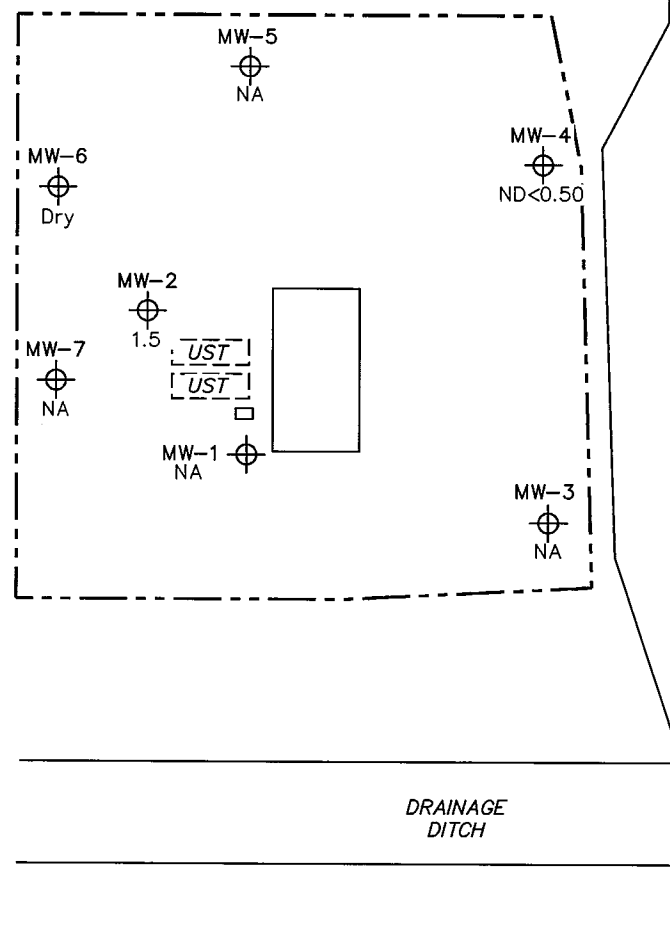 MW-5
NA
MW-4
ND<0.50
MW-6
Dry
MW-2
1.5
UST
UST
MW-7
NA
MW-1
NA
MW-3
NA
DRAINAGE
DITCH